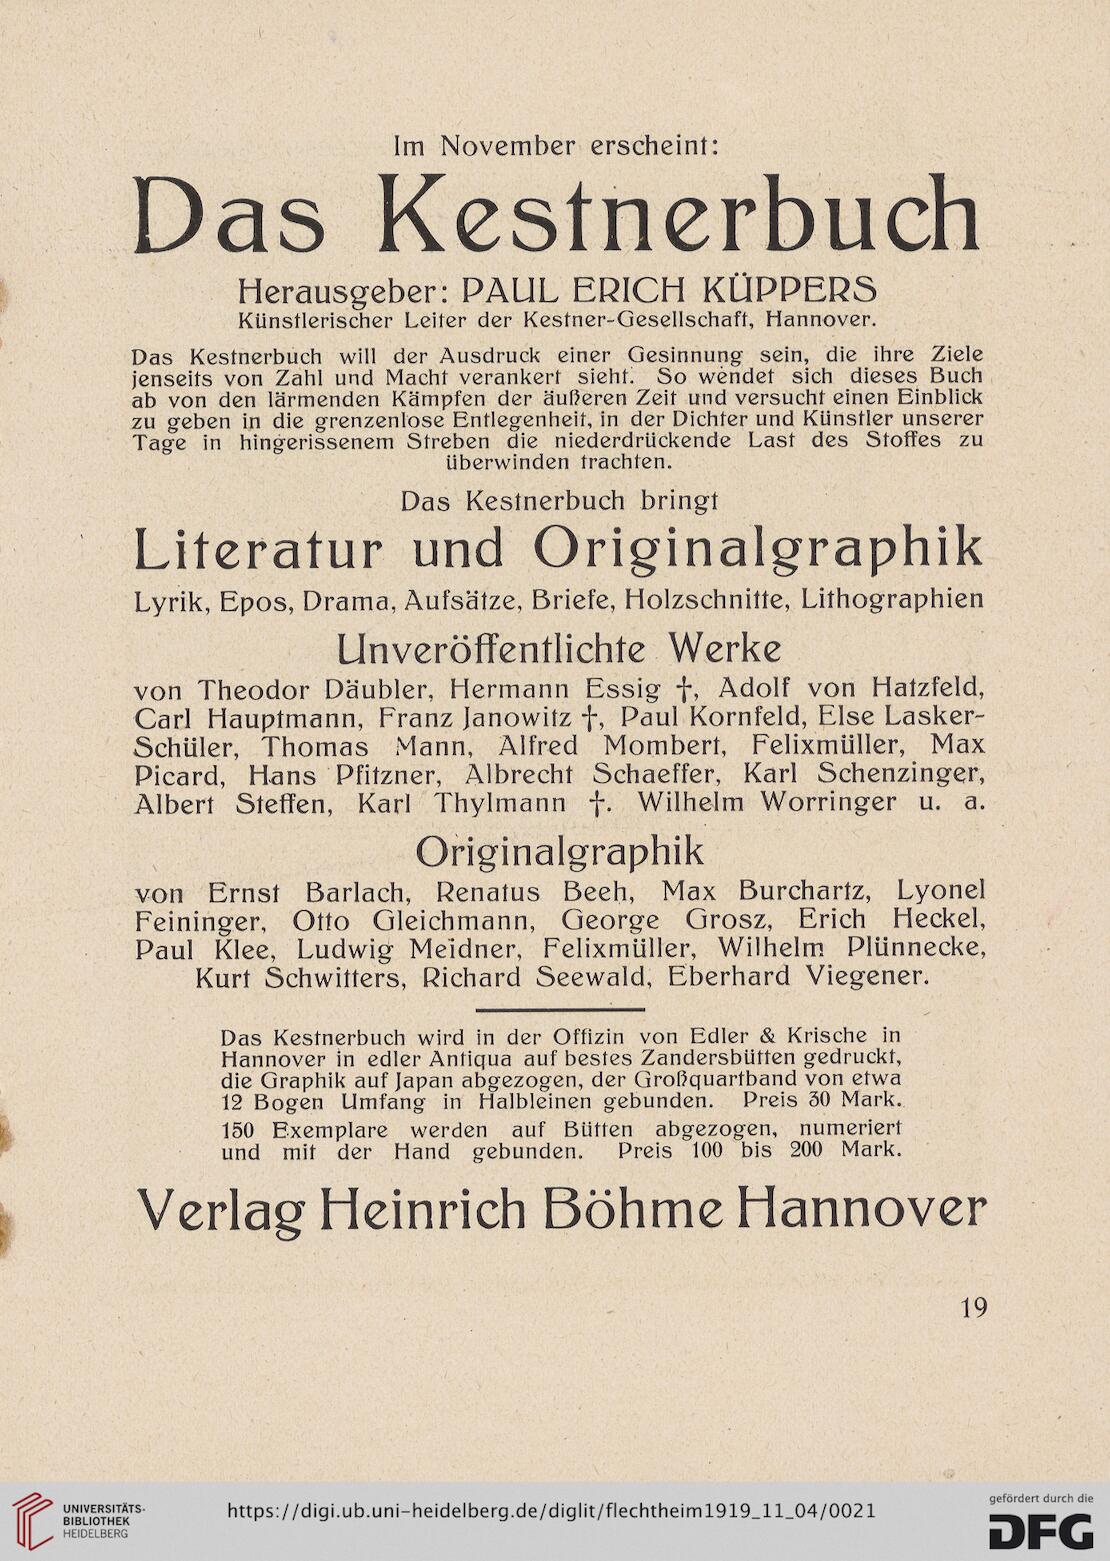 Im November erscheint:
Das Kestnerbuch
Herausgeber: PAUL ERICH KÜPPERS
Künstlerischer Leiter der Kestner-Gesellschaft, Hannover.
Das Kestnerbuch will der Ausdruck einer Gesinnung sein, die ihre Ziele
jenseits von Zahl und Macht verankert sieht. So wendet sich dieses Buch
ab von den lärmenden Kämpfen der äußeren Zeit und versucht einen Einblick
zu geben in die grenzenlose Entlegenheit, in der Dichter und Künstler unserer
Tage in hingerissenem Streben die niederdrückende Last des Stoffes zu
überwinden trachten.
Das Kestnerbuch bringt
Literatur und Originalgraphik
Lyrik, Epos, Drama, Aufsätze, Briefe, Holzschnitte, Lithographien
Unveröffentlichte Werke
von Theodor Däubler, Hermann Essig †, Adolf von Hatzfeld,
Carl Hauptmann, Franz Janowitz †, Paul Kornfeld, Else Lasker-
Schüler, Thomas Mann, Alfred Mombert, Felixmüller, Max
Picard, Hans Pfitzner, Albrecht Schaeffer, Karl Schenzinger,
Albert Steffen, Karl Thylmann †. Wilhelm Worringer u. a.
Originalgraphik
von Ernst Barlach, Renatus Beeh, Max Burchartz, Lyonel
Feininger, Otto Gleichmann, George Grosz, Erich Heckel,
Paul Klee, Ludwig Meidner, Felixmüller, Wilhelm Plünnecke,
Kurt Schwitters, Richard Seewald, Eberhard Viegener.
Das Kestnerbuch wird in der Offizin von Edler & Krische in
Hannover in edler Antiqua auf bestes Zandersbütten gedruckt,
die Graphik auf Japan abgezogen, der Großquartband von etwa
12 Bogen Umfang in Halbleinen gebunden. Preis 30 Mark.
150 Exemplare werden auf Bütten abgezogen, numeriert
und mit der Hand gebunden. Preis 100 bis 200 Mark.
Verlag Heinrich Böhme Hannover
19
UNIVERSITÄTS-
BIBLIOTHEK
HEIDELBERG
https://digi.ub.uni-heidelberg.de/diglit/flechtheim1919_11_04/0021
gefördert durch die
DFG